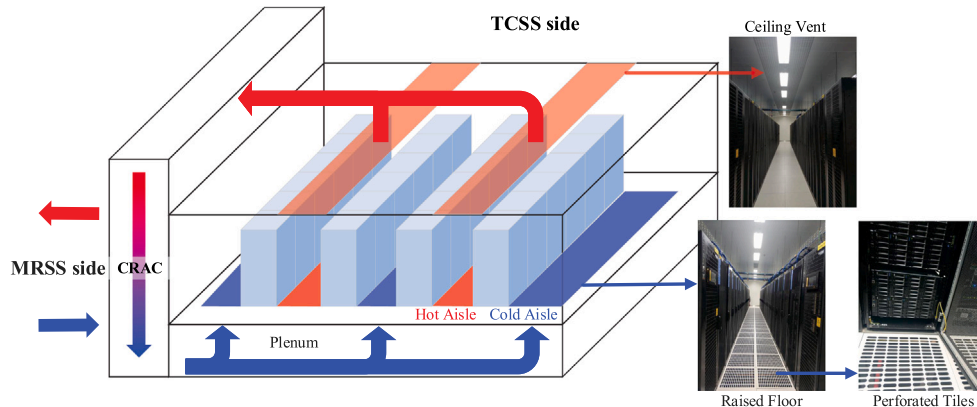 TCSS side
Ceiling Vent
MRSS side
CRAC
Hot Aisle
Cold Aisle
Plenum
Raised Floor
Perforated Tiles